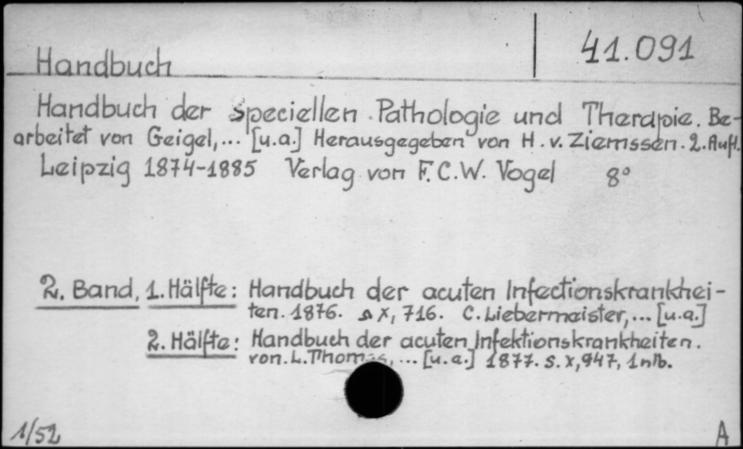 41.091
Handbuch
Handbuch der speciellen Pathologie und Therapie. Be-
arbeitet von Geigel,... [u.a.] Herausgegeben von H. v. Ziemssen. 2. Aufl.
Leipzig 1874-1885 Verlag von F.C.W. Vogel 8°
2. Band, 1. Hälfte: Handbuch der acuten Infectionskrankhei-
ten. 1876. s X, 716. C. Liebermeister,... [u.a.]
2. Hälfte: Handbuch der acuten Infektionskrankheiten.
von. L. Thomas, ... [u.a.] 1877. S. X, 947, 1
1/52 A